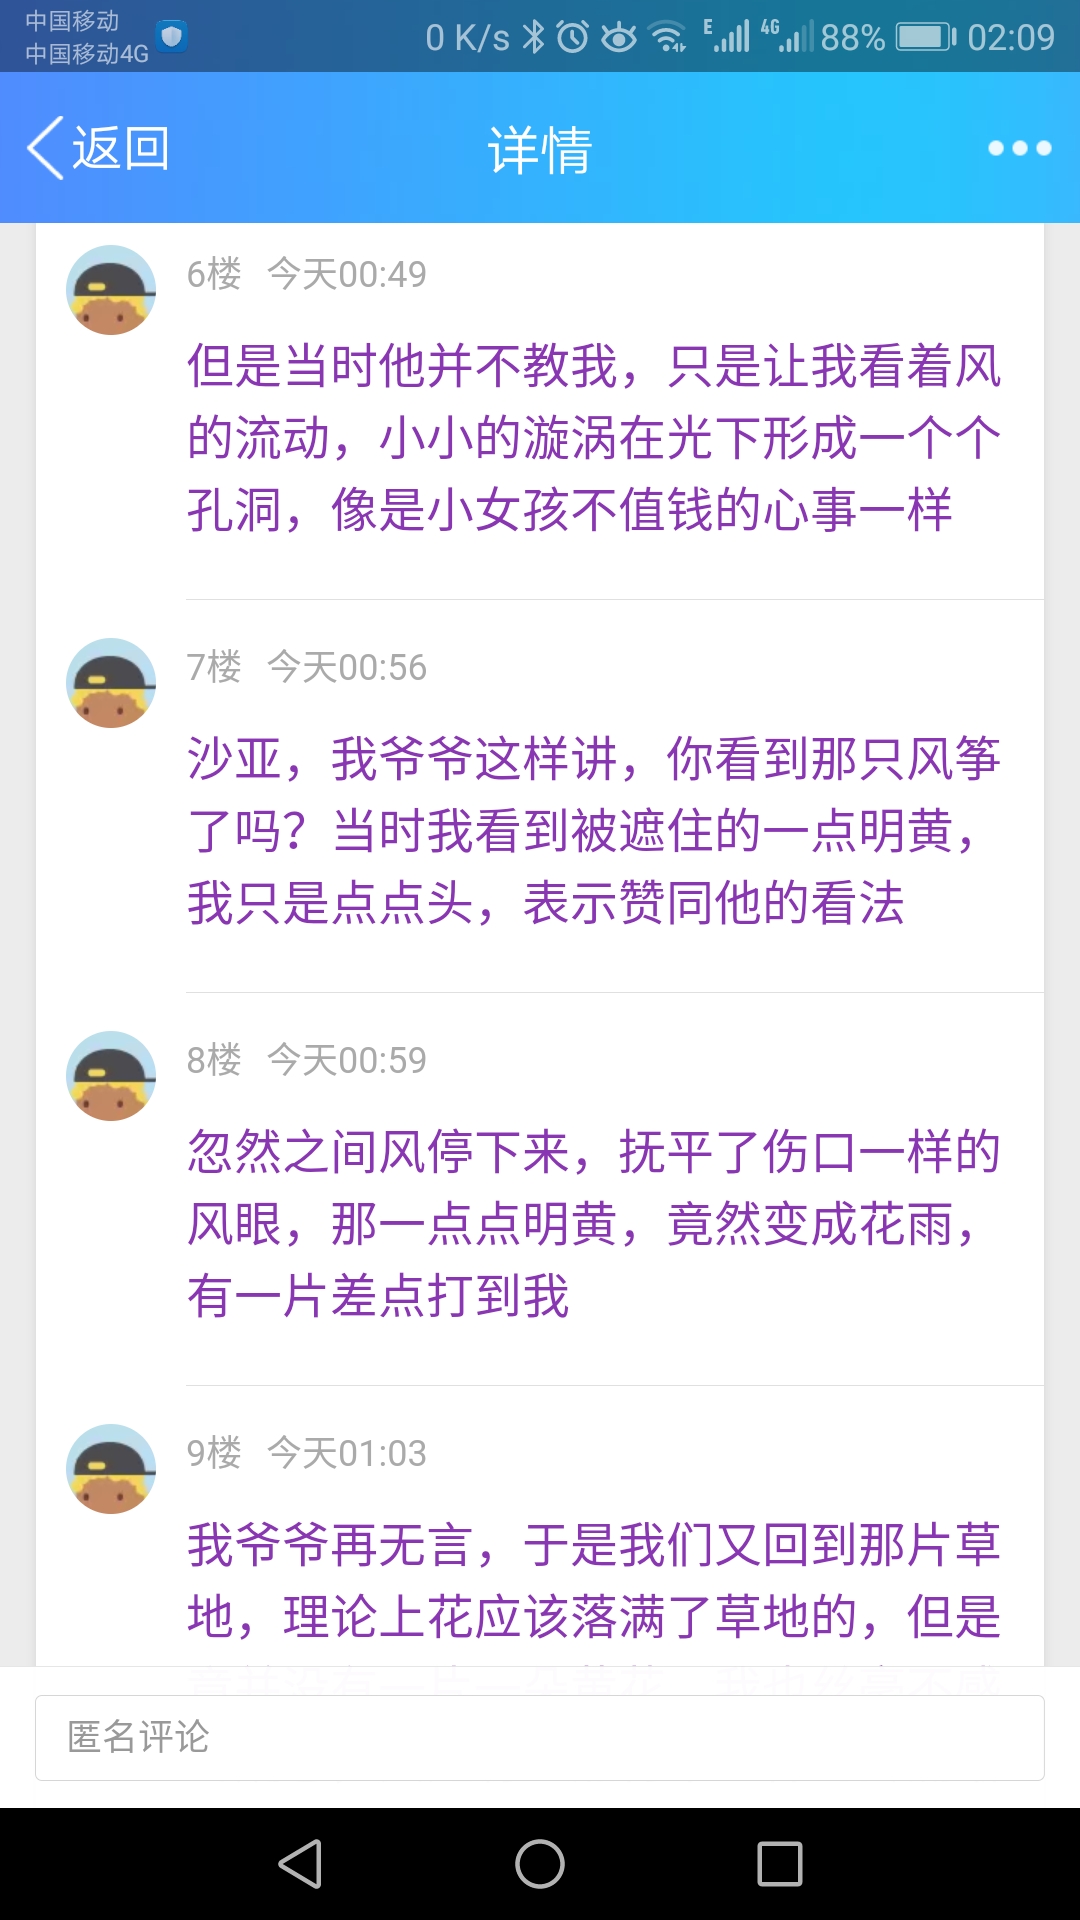 中国移动
中国移动4G
0 K/s
E
4G
88%
02:09
返回
详情
6楼 今天00:49
但是当时他并不教我，只是让我看着风
的流动，小小的漩涡在光下形成一个个
孔洞，像是小女孩不值钱的心事一样
7楼 今天00:56
沙亚，我爷爷这样讲，你看到那只风筝
了吗？当时我看到被遮住的一点明黄，
我只是点点头，表示赞同他的看法
8楼 今天00:59
忽然之间风停下来，抚平了伤口一样的
风眼，那一点点明黄，竟然变成花雨，
有一片差点打到我
9楼 今天01:03
我爷爷再无言，于是我们又回到那片草
地，理论上花应该落满了草地的，但是
匿名评论